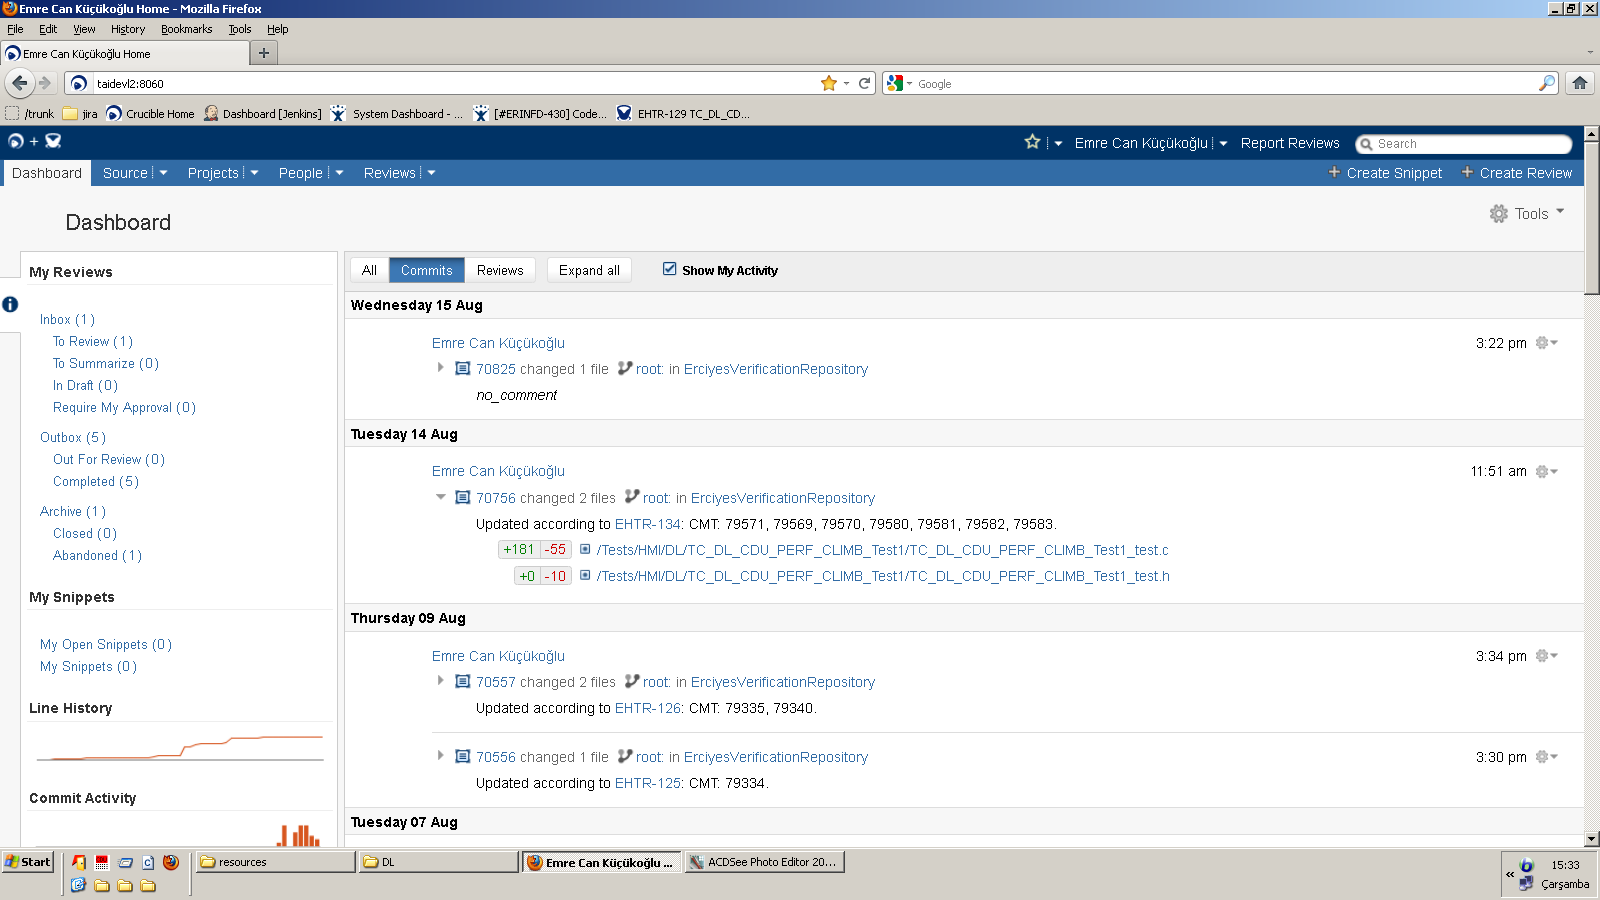 Emre Can Küçükoğlu Home - Mozilla Firefox
File Edit View History Bookmarks Tools Help
Emre Can Küçükoğlu Home
taidevl2:8060
Google
/trunk jira Crucible Home Dashboard [Jenkins] System Dashboard - ... [#ERINFD-430] Code... EHTR-129 TC_DL_CD...
Emre Can Küçükoğlu Report Reviews Search
Dashboard Source Projects People Reviews + Create Snippet + Create Review
Dashboard
Tools
My Reviews
Inbox (1)
To Review (1)
To Summarize (0)
In Draft (0)
Require My Approval (0)
Outbox (5)
Out For Review (0)
Completed (5)
Archive (1)
Closed (0)
Abandoned (1)
My Snippets
My Open Snippets (0)
My Snippets (0)
Line History
Commit Activity
All Commits Reviews Expand all Show My Activity
Wednesday 15 Aug
Emre Can Küçükoğlu 3:22 pm
70825 changed 1 file root: in ErciyesVerificationRepository
no_comment
Tuesday 14 Aug
Emre Can Küçükoğlu 11:51 am
70756 changed 2 files root: in ErciyesVerificationRepository
Updated according to EHTR-134: CMT: 79571, 79569, 79570, 79580, 79581, 79582, 79583.
+181 -55 /Tests/HMI/DL/TC_DL_CDU_PERF_CLIMB_Test1/TC_DL_CDU_PERF_CLIMB_Test1_test.c
+0 -10 /Tests/HMI/DL/TC_DL_CDU_PERF_CLIMB_Test1/TC_DL_CDU_PERF_CLIMB_Test1_test.h
Thursday 09 Aug
Emre Can Küçükoğlu 3:34 pm
70557 changed 2 files root: in ErciyesVerificationRepository
Updated according to EHTR-126: CMT: 79335, 79340.
70556 changed 1 file root: in ErciyesVerificationRepository 3:30 pm
Updated according to EHTR-125: CMT: 79334.
Tuesday 07 Aug
Start resources DL Emre Can Küçükoğlu ... ACDSee Photo Editor 20... 15:33
Çarşamba